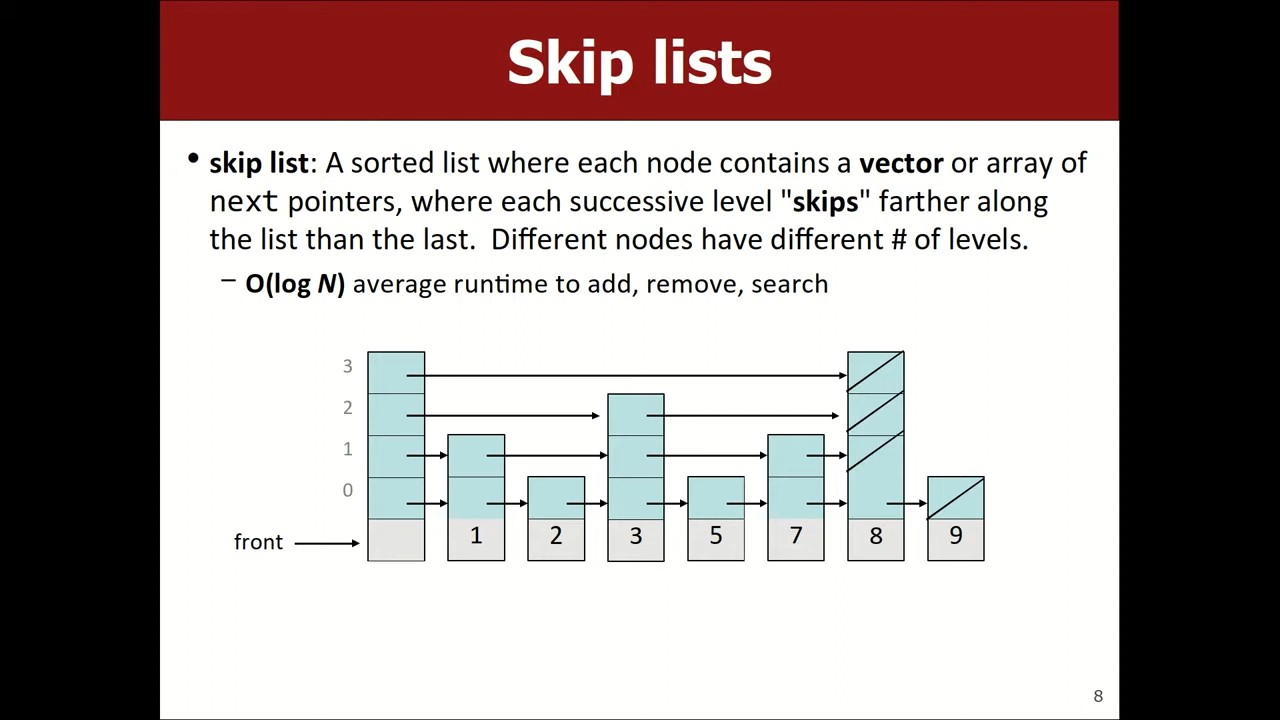 Skip lists
• skip list: A sorted list where each node contains a vector or array of
next pointers, where each successive level "skips" farther along
the list than the last.  Different nodes have different # of levels.
– O(log N) average runtime to add, remove, search
3
2
1
0
front 1 2 3 5 7 8 9
8